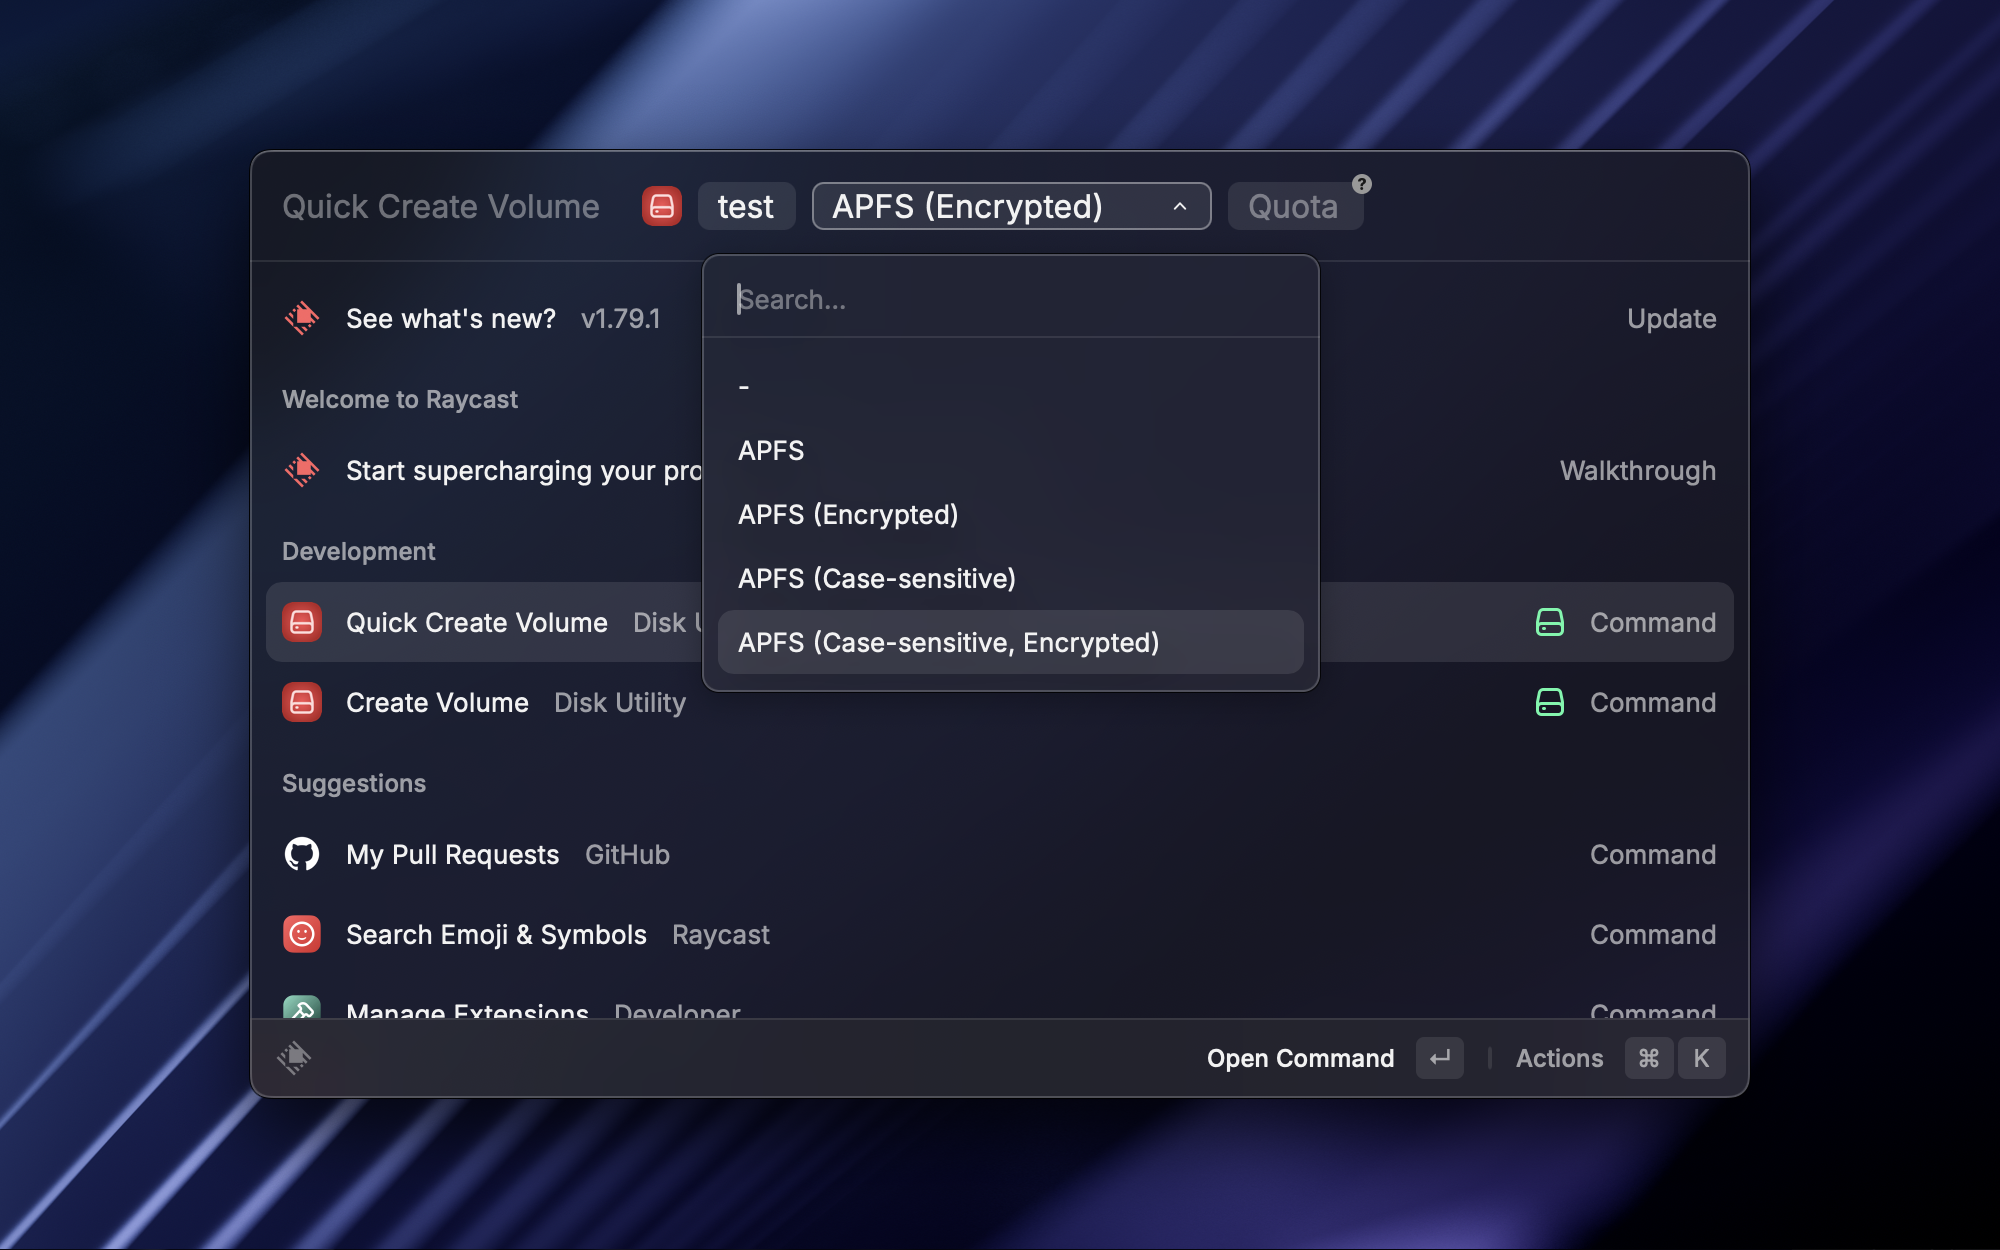 Quick Create Volume test APFS (Encrypted) Quota ?
Search...
See what's new? v1.79.1 Update
-
Welcome to Raycast
APFS
Start supercharging your pro Walkthrough
APFS (Encrypted)
Development
APFS (Case-sensitive)
Quick Create Volume Disk Command
APFS (Case-sensitive, Encrypted)
Create Volume Disk Utility Command
Suggestions
My Pull Requests GitHub Command
Search Emoji & Symbols Raycast Command
Manage Extensions Developer Command
Open Command ↵ Actions ⌘ K